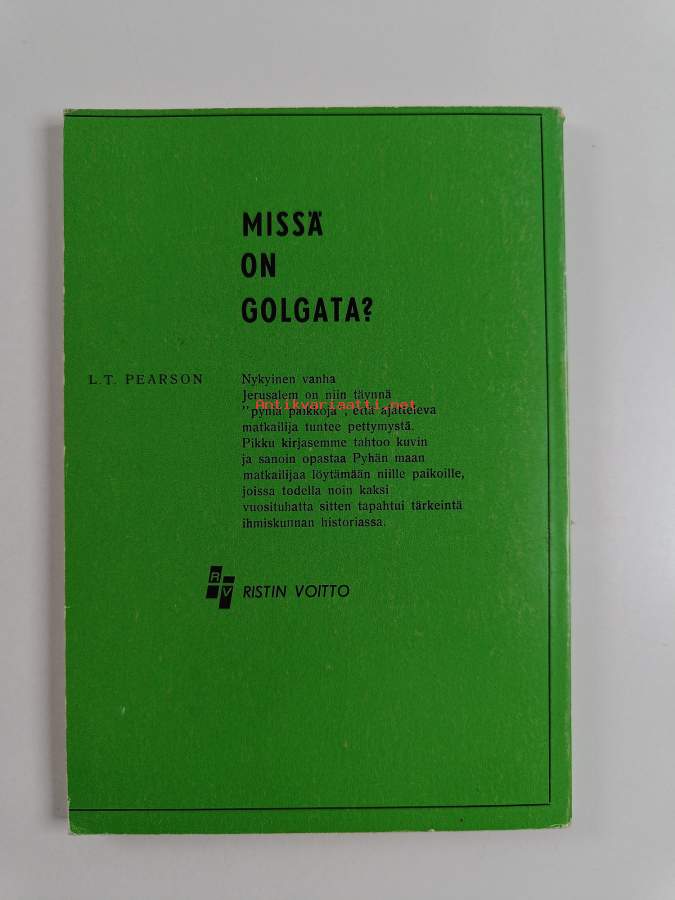 MISSÄ
ON
GOLGATA?
L.T. PEARSON
Nykyinen vanha
Jerusalem on niin täynnä
"pyhiä paikkoja", että ajatteleva
Antikvariaatti.net
matkailija tuntee pettymystä.
Pikku kirjasemme tahtoo kuvin
ja sanoin opastaa Pyhän maan
matkailijaa löytämään niille paikoille,
joissa todella noin kaksi
vuosituhatta sitten tapahtui tärkeintä
ihmiskunnan historiassa.
RV
RISTIN VOITTO